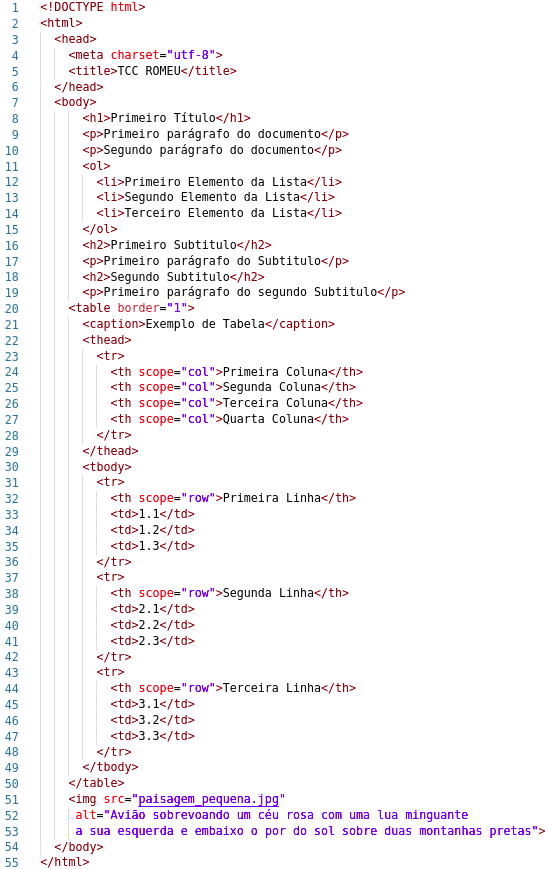 1 <!DOCTYPE html>
2 <html>
3 <head>
4 <meta charset="utf-8">
5 <title>TCC ROMEU</title>
6 </head>
7 <body>
8 <h1>Primeiro Título</h1>
9 <p>Primeiro parágrafo do documento</p>
10 <p>Segundo parágrafo do documento</p>
11 <ol>
12 <li>Primeiro Elemento da Lista</li>
13 <li>Segundo Elemento da Lista</li>
14 <li>Terceiro Elemento da Lista</li>
15 </ol>
16 <h2>Primeiro Subtitulo</h2>
17 <p>Primeiro parágrafo do Subtitulo</p>
18 <h2>Segundo Subtitulo</h2>
19 <p>Primeiro parágrafo do segundo Subtitulo</p>
20 <table border="1">
21 <caption>Exemplo de Tabela</caption>
22 <thead>
23 <tr>
24 <th scope="col">Primeira Coluna</th>
25 <th scope="col">Segunda Coluna</th>
26 <th scope="col">Terceira Coluna</th>
27 <th scope="col">Quarta Coluna</th>
28 </tr>
29 </thead>
30 <tbody>
31 <tr>
32 <th scope="row">Primeira Linha</th>
33 <td>1.1</td>
34 <td>1.2</td>
35 <td>1.3</td>
36 </tr>
37 <tr>
38 <th scope="row">Segunda Linha</th>
39 <td>2.1</td>
40 <td>2.2</td>
41 <td>2.3</td>
42 </tr>
43 <tr>
44 <th scope="row">Terceira Linha</th>
45 <td>3.1</td>
46 <td>3.2</td>
47 <td>3.3</td>
48 </tr>
49 </tbody>
50 </table>
51 <img src="paisagem_pequena.jpg"
52 alt="Avião sobrevoando um céu rosa com uma lua minguante
53 a sua esquerda e embaixo o por do sol sobre duas montanhas pretas">
54 </body>
55 </html>